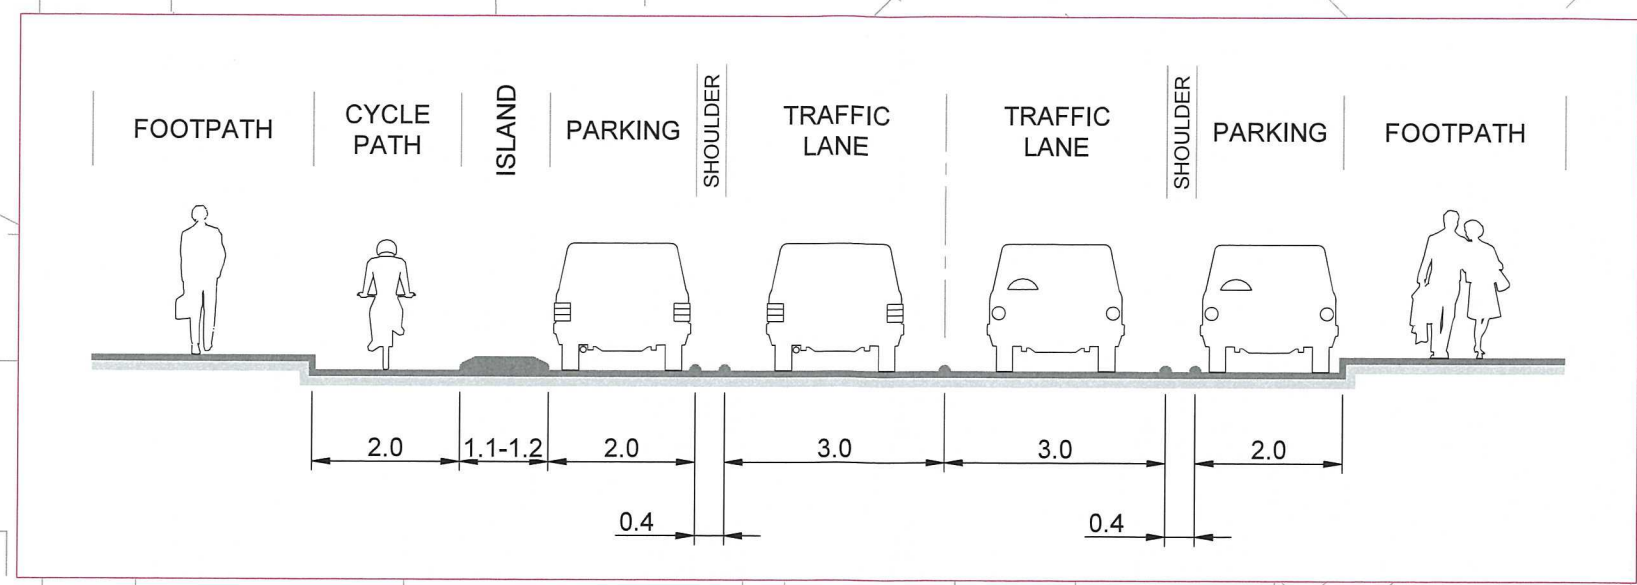 FOOTPATH
CYCLE
PATH
ISLAND
PARKING
SHOULDER
TRAFFIC
LANE
TRAFFIC
LANE
SHOULDER
PARKING
FOOTPATH
2.0
1.1-1.2
2.0
3.0
3.0
2.0
0.4
0.4